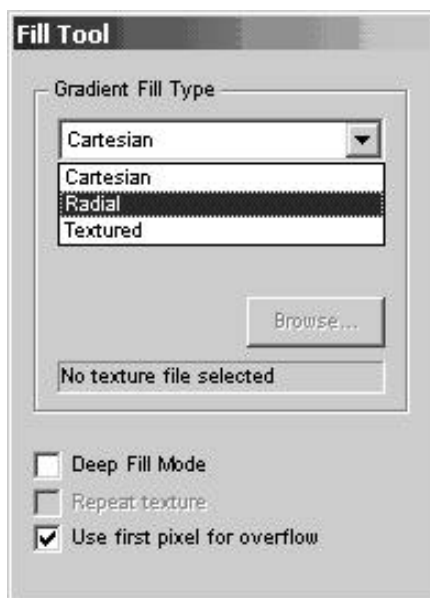 Fill Tool
Gradient Fill Type
Cartesian
Cartesian
Radial
Textured
Browse...
No texture file selected
Deep Fill Mode
Repeat texture
Use first pixel for overflow